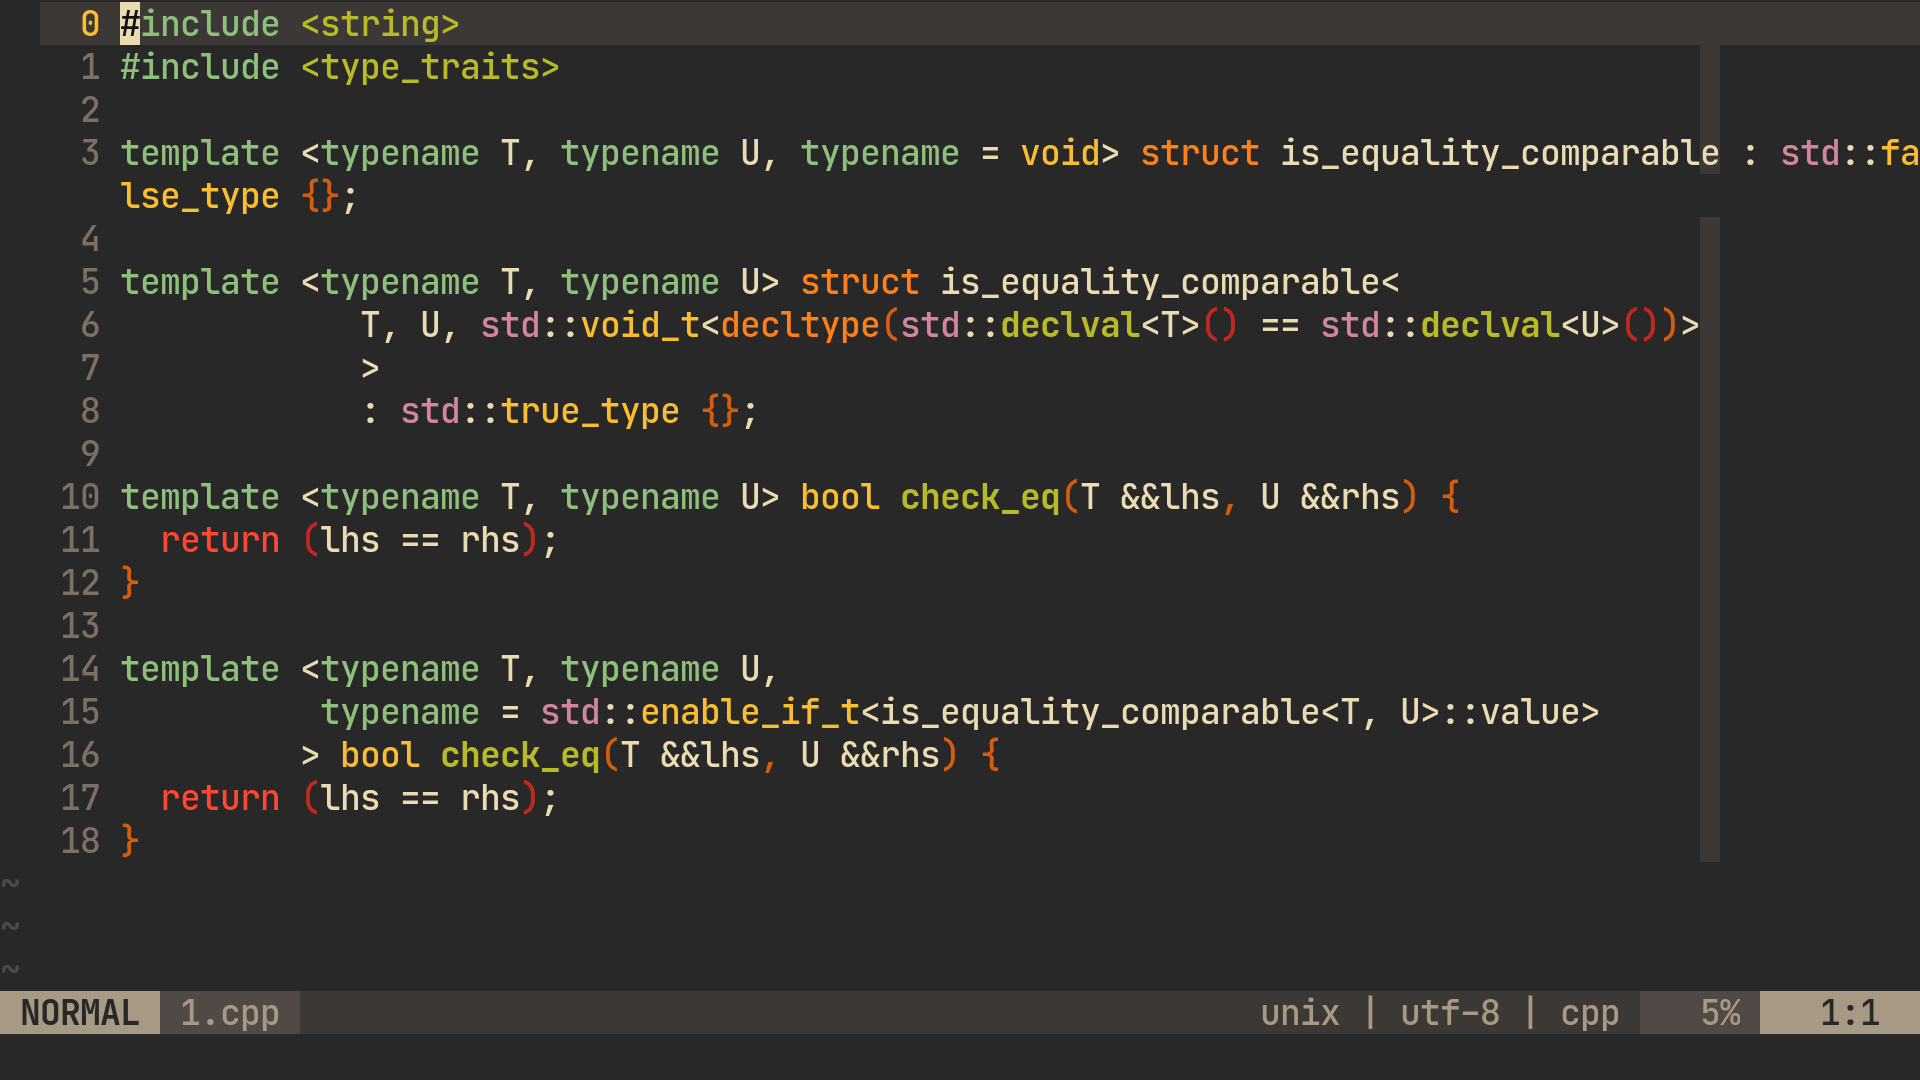 0 #include <string>
1 #include <type_traits>
2
3 template <typename T, typename U, typename = void> struct is_equality_comparable : std::fa
lse_type {};
4
5 template <typename T, typename U> struct is_equality_comparable<
6             T, U, std::void_t<decltype(std::declval<T>() == std::declval<U>())>
7             >
8             : std::true_type {};
9
10 template <typename T, typename U> bool check_eq(T &&lhs, U &&rhs) {
11   return (lhs == rhs);
12 }
13
14 template <typename T, typename U,
15           typename = std::enable_if_t<is_equality_comparable<T, U>::value>
16          > bool check_eq(T &&lhs, U &&rhs) {
17   return (lhs == rhs);
18 }
~
~
~
NORMAL 1.cpp unix | utf-8 | cpp 5% 1:1